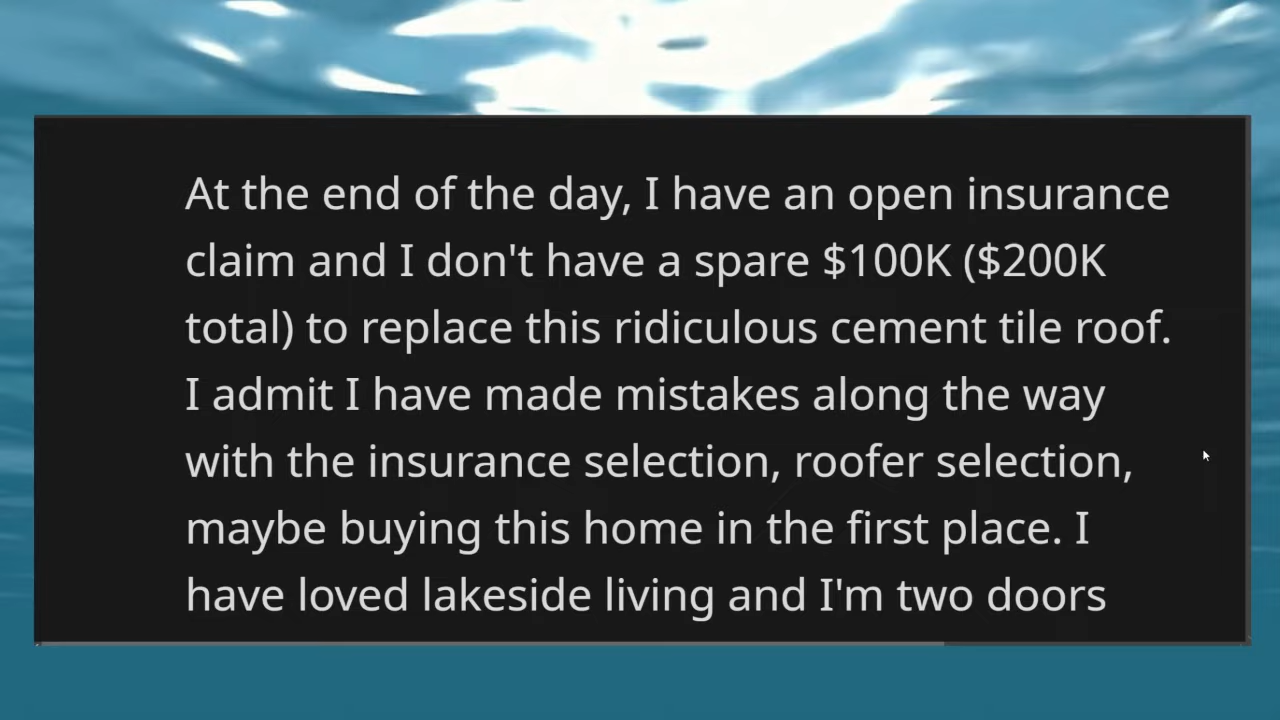 At the end of the day, I have an open insurance
claim and I don't have a spare $100K ($200K
total) to replace this ridiculous cement tile roof.
I admit I have made mistakes along the way
with the insurance selection, roofer selection,
maybe buying this home in the first place. I
have loved lakeside living and I'm two doors